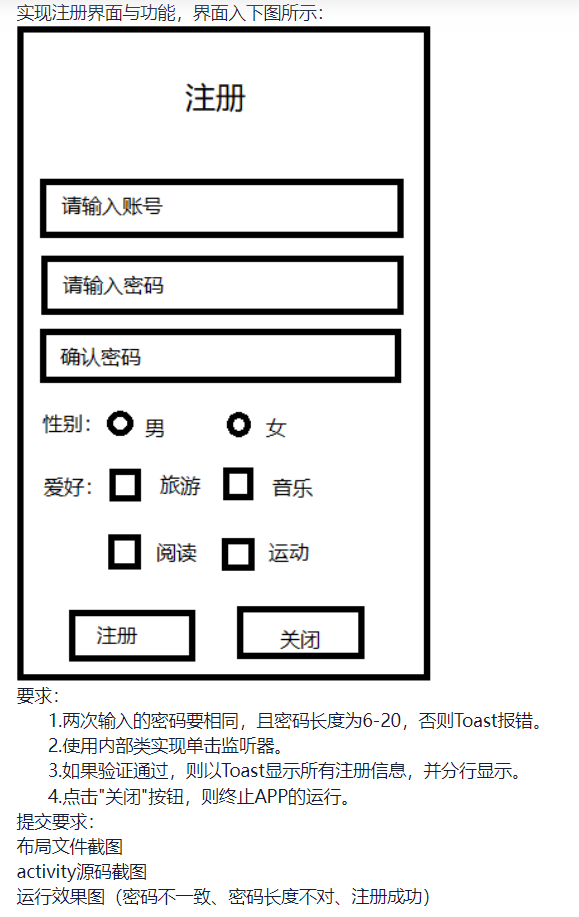 实现注册界面与功能，界面入下图所示：
注册
请输入账号
请输入密码
确认密码
性别： 男 女
爱好： 旅游 音乐
阅读 运动
注册 关闭
要求：
1.两次输入的密码要相同，且密码长度为6-20，否则Toast报错。
2.使用内部类实现单击监听器。
3.如果验证通过，则以Toast显示所有注册信息，并分行显示。
4.点击"关闭"按钮，则终止APP的运行。
提交要求：
布局文件截图
activity源码截图
运行效果图（密码不一致、密码长度不对、注册成功）